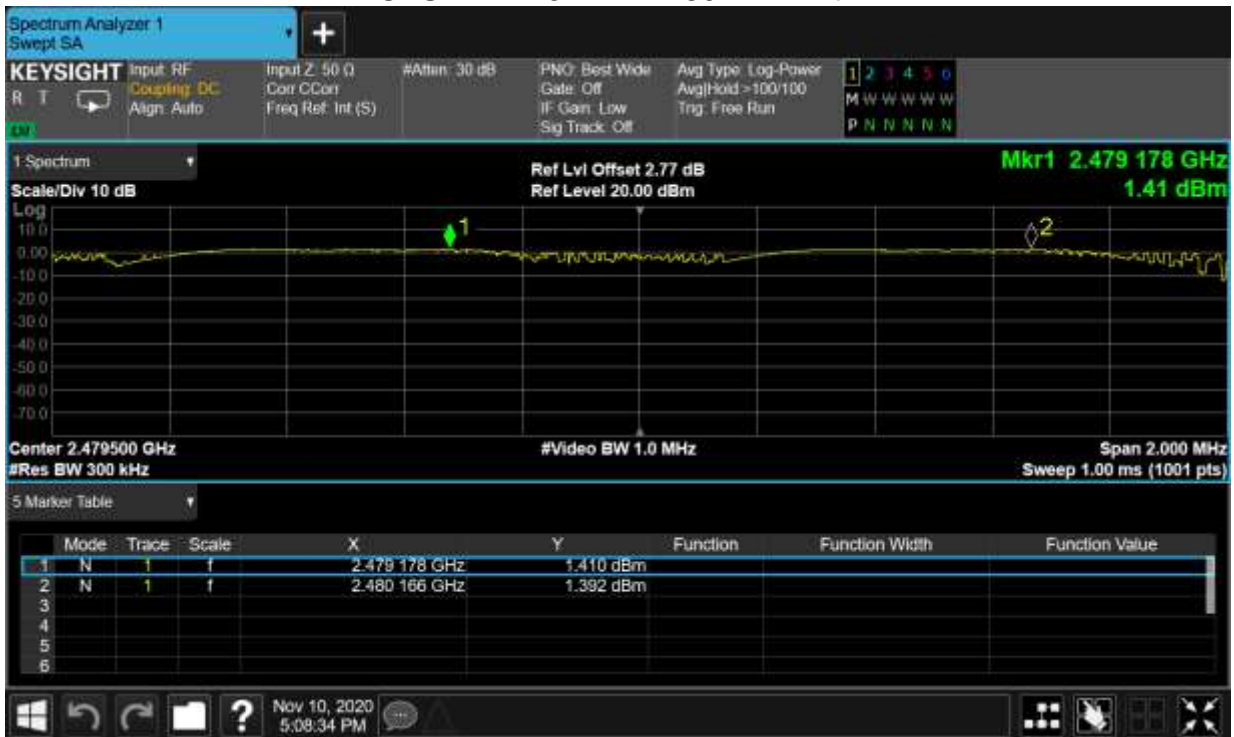 Spectrum Analyzer 1
Swept SA
+
KEYSIGHT Input: RF Input Z: 50 Ω #Atten: 30 dB PNO: Best Wide Avg Type: Log-Power 1 2 3 4 5 6
R T Coupling: DC Corr CCorr Gate: Off Avg|Hold: >100/100 M W W W W W
Align: Auto Freq Ref: Int (S) IF Gain: Low Trig: Free Run
Sig Track: Off P N N N N N
1 Spectrum Ref Lvl Offset 2.77 dB Mkr1 2.479 178 GHz
Scale/Div 10 dB Ref Level 20.00 dBm 1.41 dBm
Log
10.0
1
2
0.00
-10.0
-20.0
-30.0
-40.0
-50.0
-60.0
-70.0
Center 2.479500 GHz #Video BW 1.0 MHz Span 2.000 MHz
#Res BW 300 kHz Sweep 1.00 ms (1001 pts)
5 Marker Table
Mode Trace Scale X Y Function Function Width Function Value
1 N 1 f 2.479 178 GHz 1.410 dBm
2 N 1 f 2.480 166 GHz 1.392 dBm
3
4
5
6
? Nov 10, 2020
5:08:34 PM